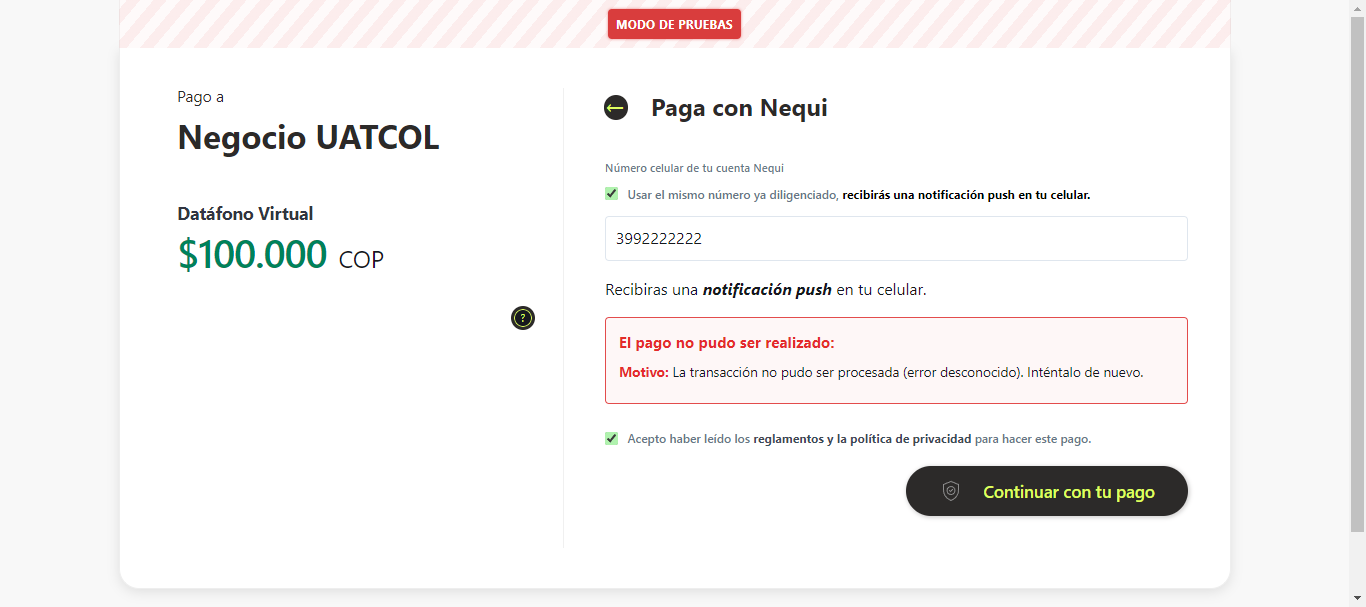 MODO DE PRUEBAS
Pago a
Negocio UATCOL
Datáfono Virtual
$100.000 COP
?
Paga con Nequi
Número celular de tu cuenta Nequi
Usar el mismo número ya diligenciado, recibirás una notificación push en tu celular.
3992222222
Recibiras una notificación push en tu celular.
El pago no pudo ser realizado:
Motivo: La transacción no pudo ser procesada (error desconocido). Inténtalo de nuevo.
Acepto haber leído los reglamentos y la política de privacidad para hacer este pago.
Continuar con tu pago